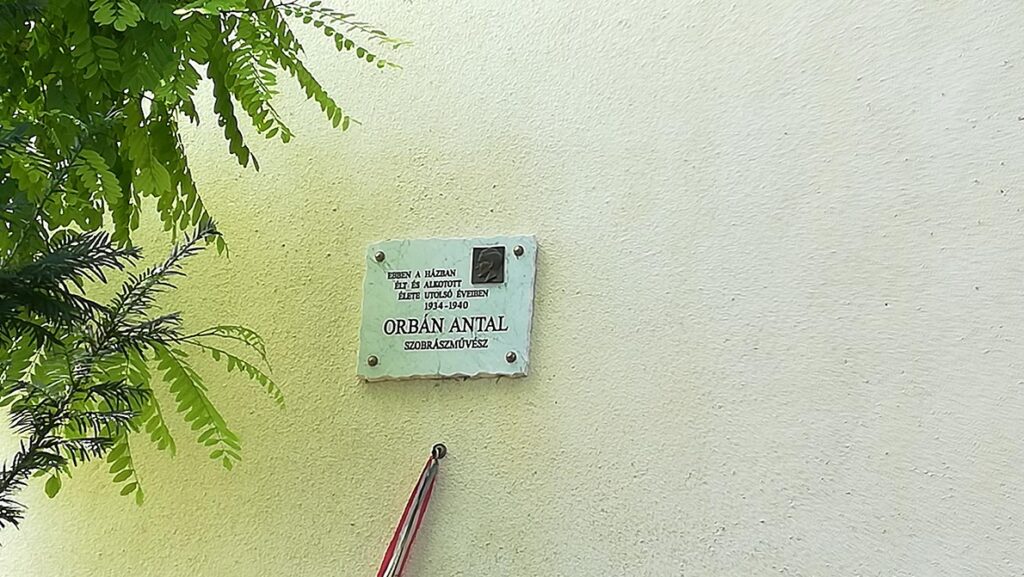 EBBEN A HÁZBAN
ÉLT ÉS ALKOTOTT
ÉLETE UTOLSÓ ÉVEIBEN
1934-1940
ORBÁN ANTAL
SZOBRÁSZMŰVÉSZ